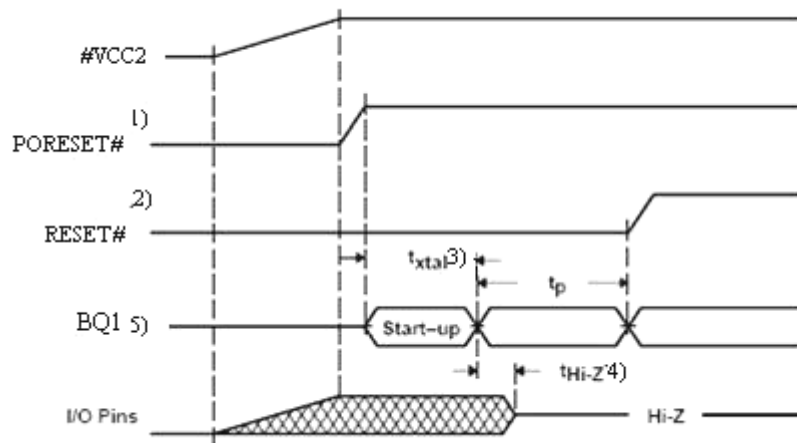 #VCC2
1)
PORESET#
,2)
RESET#
txtal3)
tp
BQ1 5)
Start-up
tHi-Z4)
I/O Pins
Hi-Z